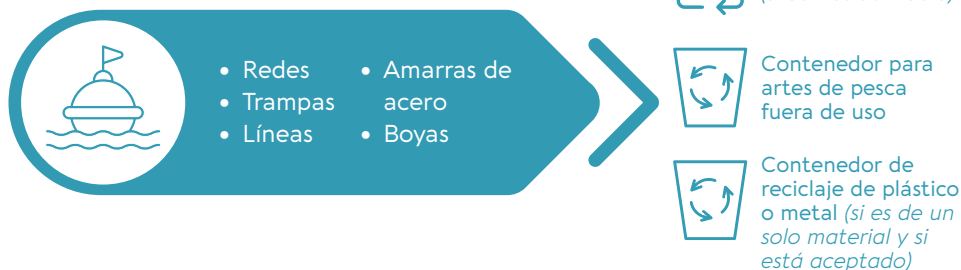 • Redes
• Trampas
• Líneas
• Amarras de
acero
• Boyas
Contenedor para
artes de pesca
fuera de uso
Contenedor de
reciclaje de plástico
o metal (si es de un
solo material y si
está aceptado)